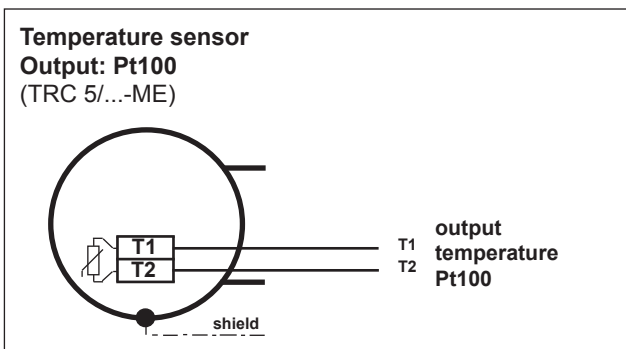 Temperature sensor
Output: Pt100
(TRC 5/...-ME)
T1
T2
T1
T2
output
temperature
Pt100
shield